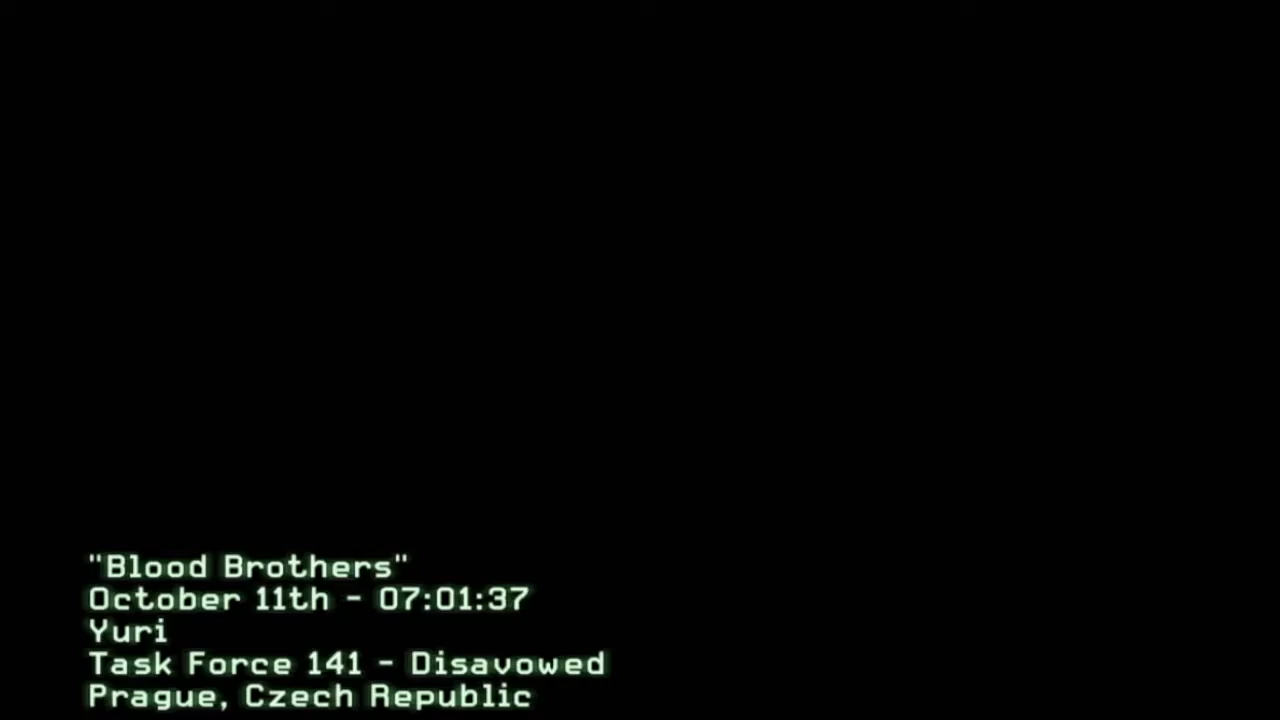 "Blood Brothers"
October 11th - 07:01:37
Yuri
Task Force 141 - Disavowed
Prague, Czech Republic